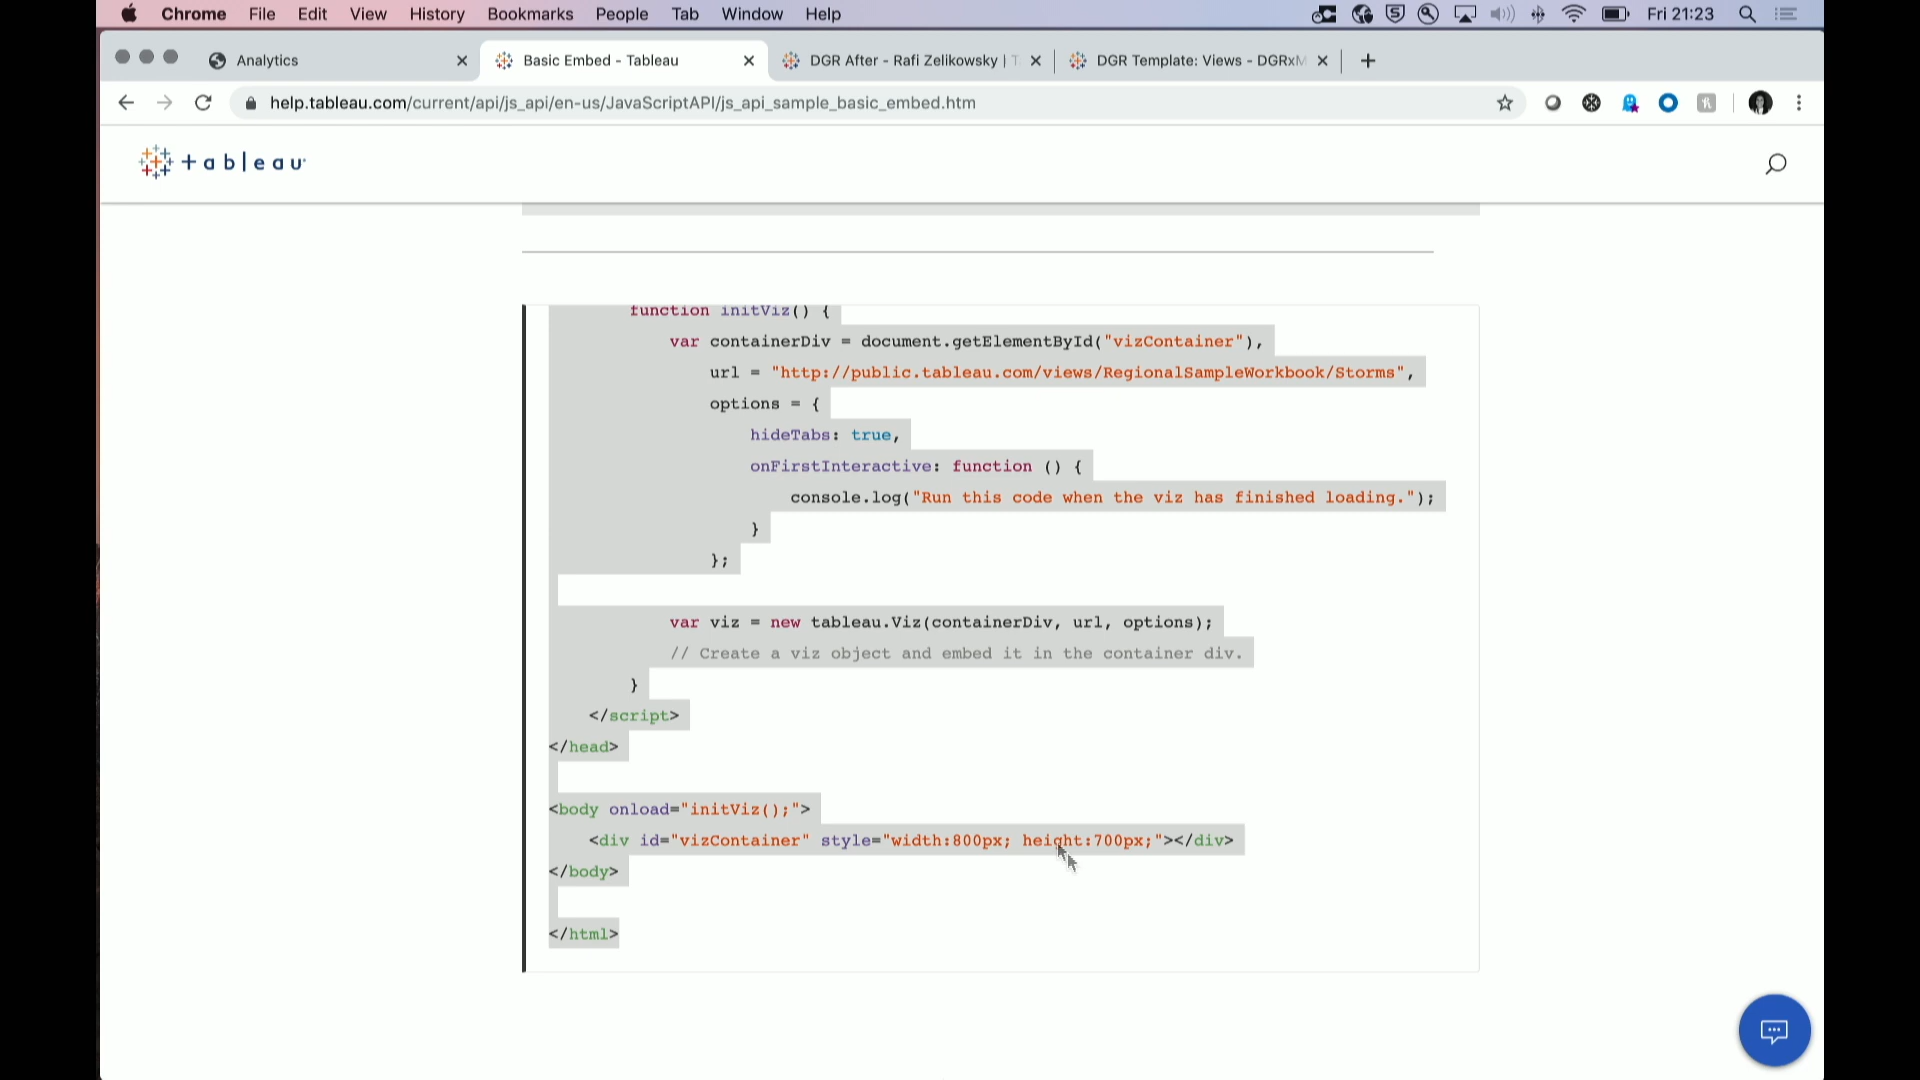 Chrome File Edit View History Bookmarks People Tab Window Help Fri 21:23
Analytics Basic Embed - Tableau DGR After - Rafi Zelikowsky | T DGR Template: Views - DGRxM
help.tableau.com/current/api/js_api/en-us/JavaScriptAPI/js_api_sample_basic_embed.htm
+ableau
function initViz() {
var containerDiv = document.getElementById("vizContainer"),
url = "http://public.tableau.com/views/RegionalSampleWorkbook/Storms",
options = {
hideTabs: true,
onFirstInteractive: function () {
console.log("Run this code when the viz has finished loading.");
}
};
var viz = new tableau.Viz(containerDiv, url, options);
// Create a viz object and embed it in the container div.
}
</script>
</head>
<body onload="initViz();">
<div id="vizContainer" style="width:800px; height:700px;"></div>
</body>
</html>